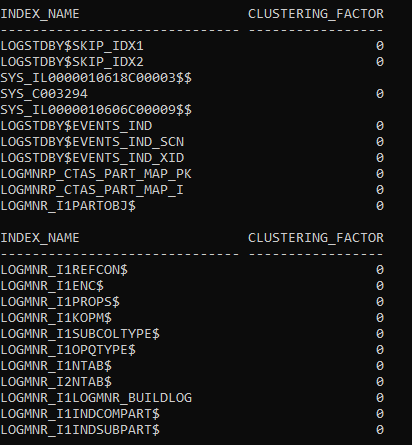 INDEX_NAME                     CLUSTERING_FACTOR
------------------------------ -----------------
LOGSTDBY$SKIP_IDX1                             0
LOGSTDBY$SKIP_IDX2                             0
SYS_IL0000010618C00003$$
SYS_C003294                                    0
SYS_IL0000010606C00009$$
LOGSTDBY$EVENTS_IND                            0
LOGSTDBY$EVENTS_IND_SCN                        0
LOGSTDBY$EVENTS_IND_XID                        0
LOGMNRP_CTAS_PART_MAP_PK                       0
LOGMNRP_CTAS_PART_MAP_I                        0
LOGMNR_I1PARTOBJ$                              0
INDEX_NAME                     CLUSTERING_FACTOR
------------------------------ -----------------
LOGMNR_I1REFCON$                               0
LOGMNR_I1ENC$                                  0
LOGMNR_I1PROPS$                                0
LOGMNR_I1KOPM$                                 0
LOGMNR_I1SUBCOLTYPE$                           0
LOGMNR_I1OPQTYPE$                              0
LOGMNR_I1NTAB$                                 0
LOGMNR_I2NTAB$                                 0
LOGMNR_I1LOGMNR_BUILDLOG                       0
LOGMNR_I1INDCOMPART$                           0
LOGMNR_I1INDSUBPART$                           0